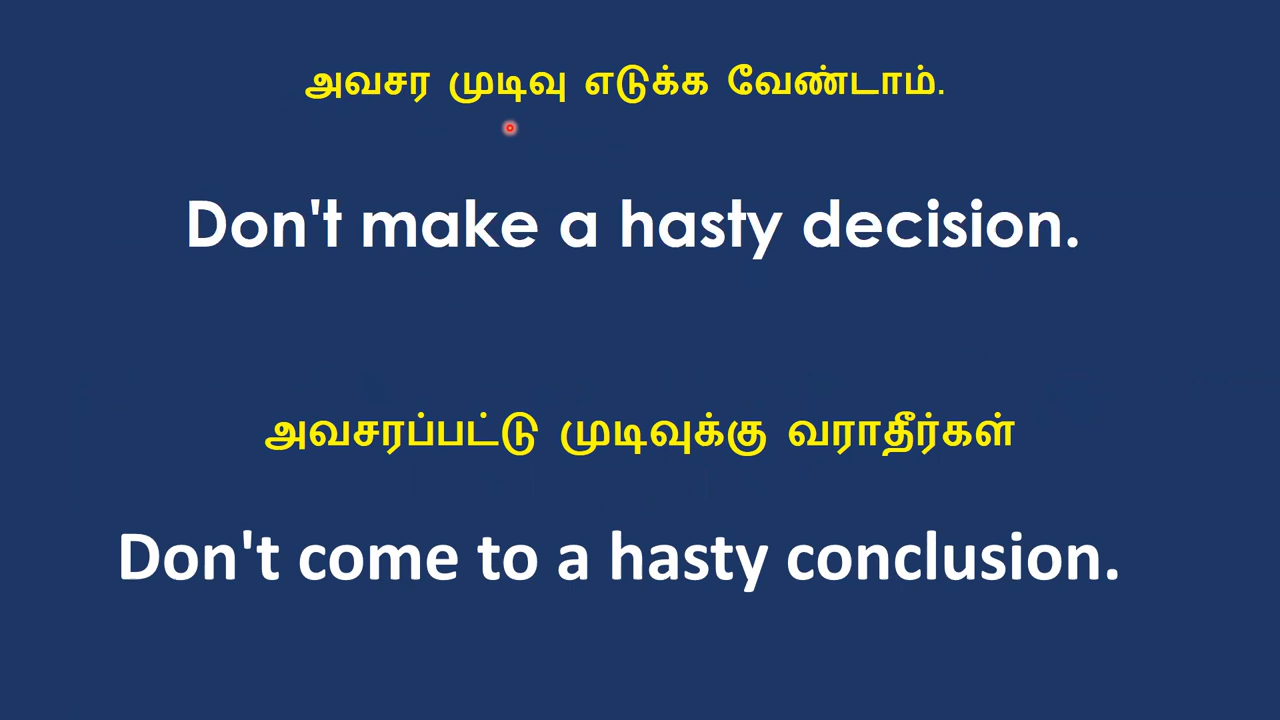 அவசர முடிவு எடுக்க வேண்டாம்.
Don't make a hasty decision.
அவசரப்பட்டு முடிவுக்கு வராதீர்கள்
Don't come to a hasty conclusion.